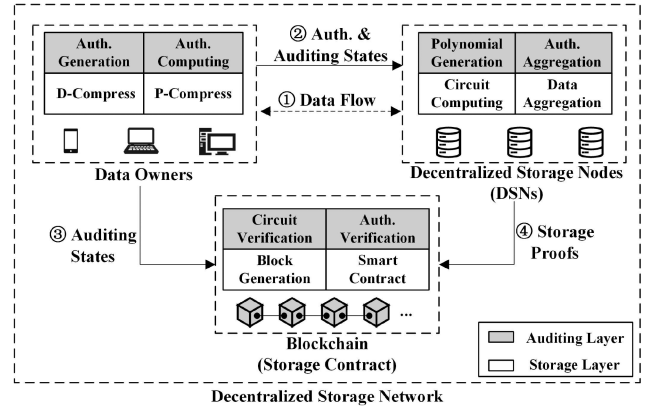 Auth. Generation
Auth. Computing
D-Compress
P-Compress
Data Owners
② Auth. &
Auditing States
① Data Flow
Polynomial Generation
Auth. Aggregation
Circuit Computing
Data Aggregation
Decentralized Storage Nodes
(DSNs)
③ Auditing
States
Circuit Verification
Auth. Verification
Block Generation
Smart Contract
...
Blockchain
(Storage Contract)
④ Storage
Proofs
Auditing Layer
Storage Layer
Decentralized Storage Network